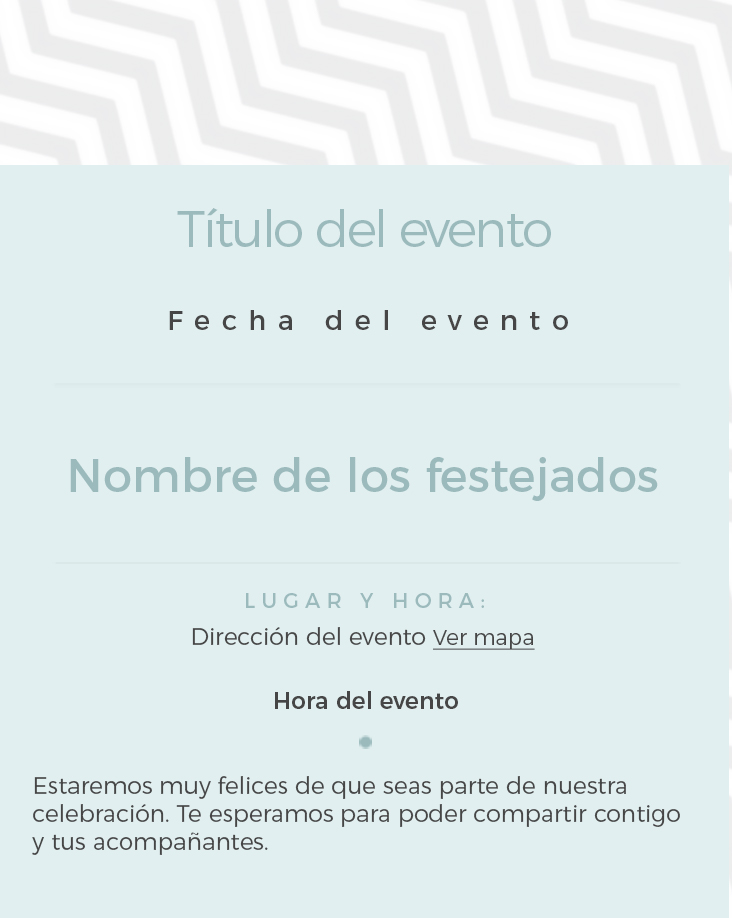 Título del evento
Fecha del evento
Nombre de los festejados
LUGAR Y HORA:
Dirección del evento Ver mapa
Hora del evento
Estaremos muy felices de que seas parte de nuestra
celebración. Te esperamos para poder compartir contigo
y tus acompañantes.